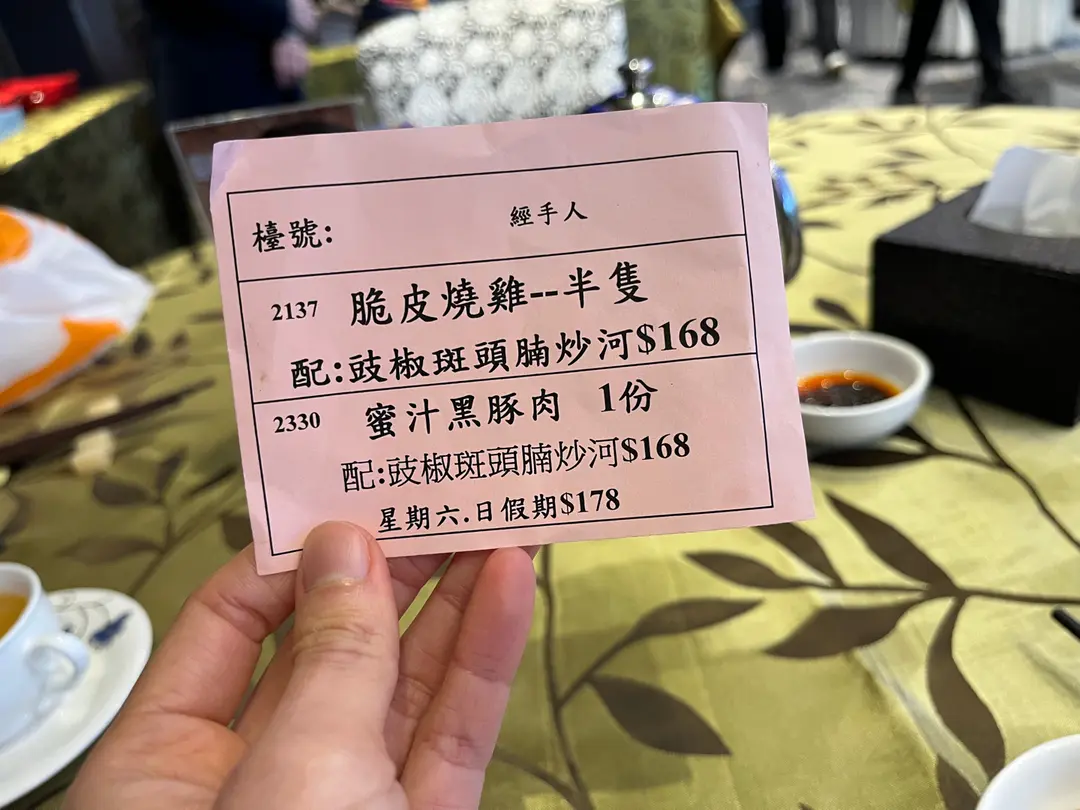 檯號: 經手人
2137 脆皮燒雞--半隻
配:豉椒斑頭腩炒河$168
2330 蜜汁黑豚肉 1份
配:豉椒斑頭腩炒河$168
星期六.日假期$178